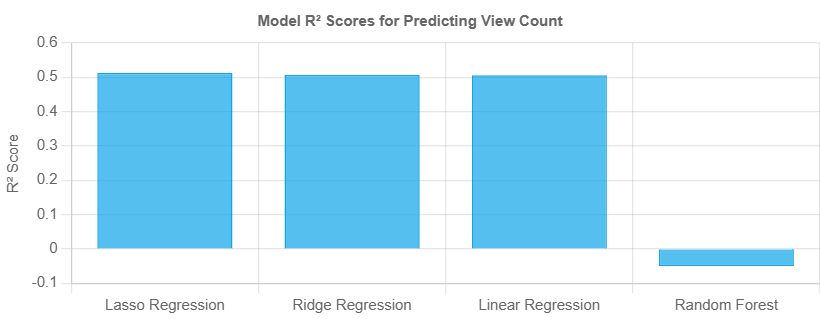 Model R² Scores for Predicting View Count
0.6
0.5
0.4
0.3
0.2
0.1
0
-0.1
R² Score
Lasso Regression
Ridge Regression
Linear Regression
Random Forest